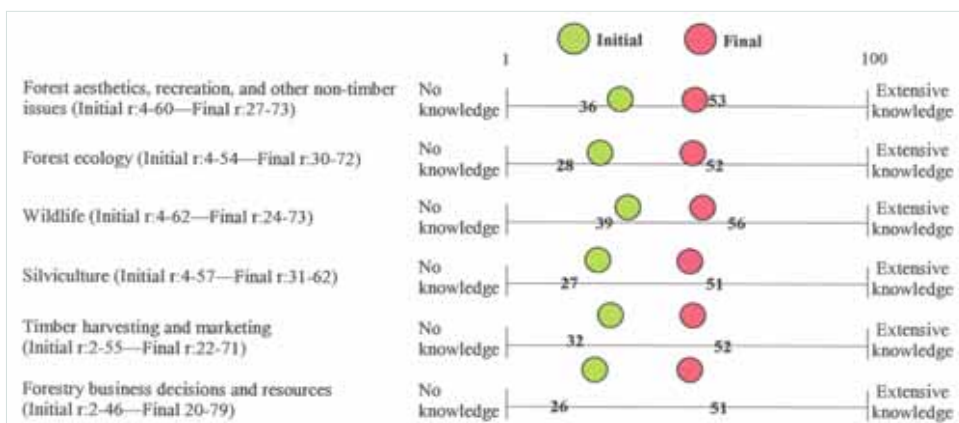 Initial Final
1 100
Forest aesthetics, recreation, and other non-timber
issues (Initial r:4-60—Final r:27-73)
No
knowledge
36 53
Extensive
knowledge
Forest ecology (Initial r:4-54—Final r:30-72)
No
knowledge
28 52
Extensive
knowledge
Wildlife (Initial r:4-62—Final r:24-73)
No
knowledge
39 56
Extensive
knowledge
Silviculture (Initial r:4-57—Final r:31-62)
No
knowledge
27 51
Extensive
knowledge
Timber harvesting and marketing
(Initial r:2-55—Final r:22-71)
No
knowledge
32 52
Extensive
knowledge
Forestry business decisions and resources
(Initial r:2-46—Final 20-79)
No
knowledge
26 51
Extensive
knowledge